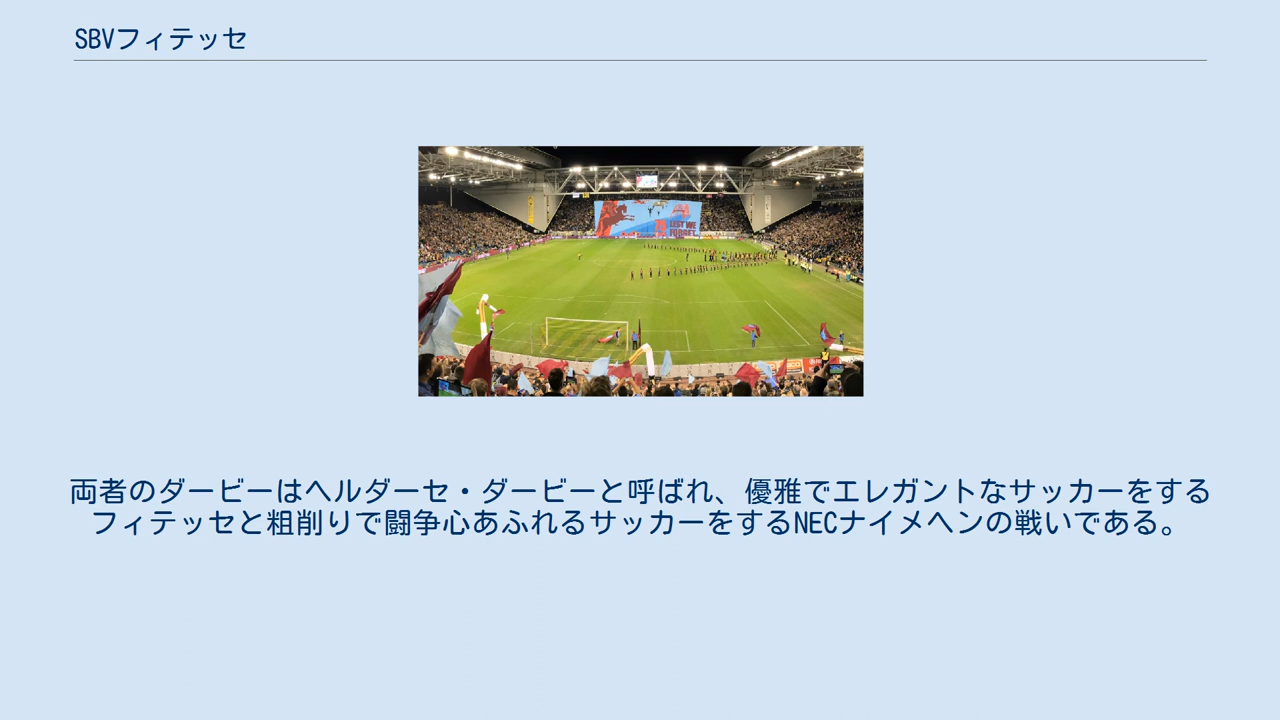 SBVフィテッセ
LEST WE
FORGET
両者のダービーはヘルダーセ・ダービーと呼ばれ、優雅でエレガントなサッカーをする
フィテッセと粗削りで闘争心あふれるサッカーをするNECナイメヘンの戦いである。